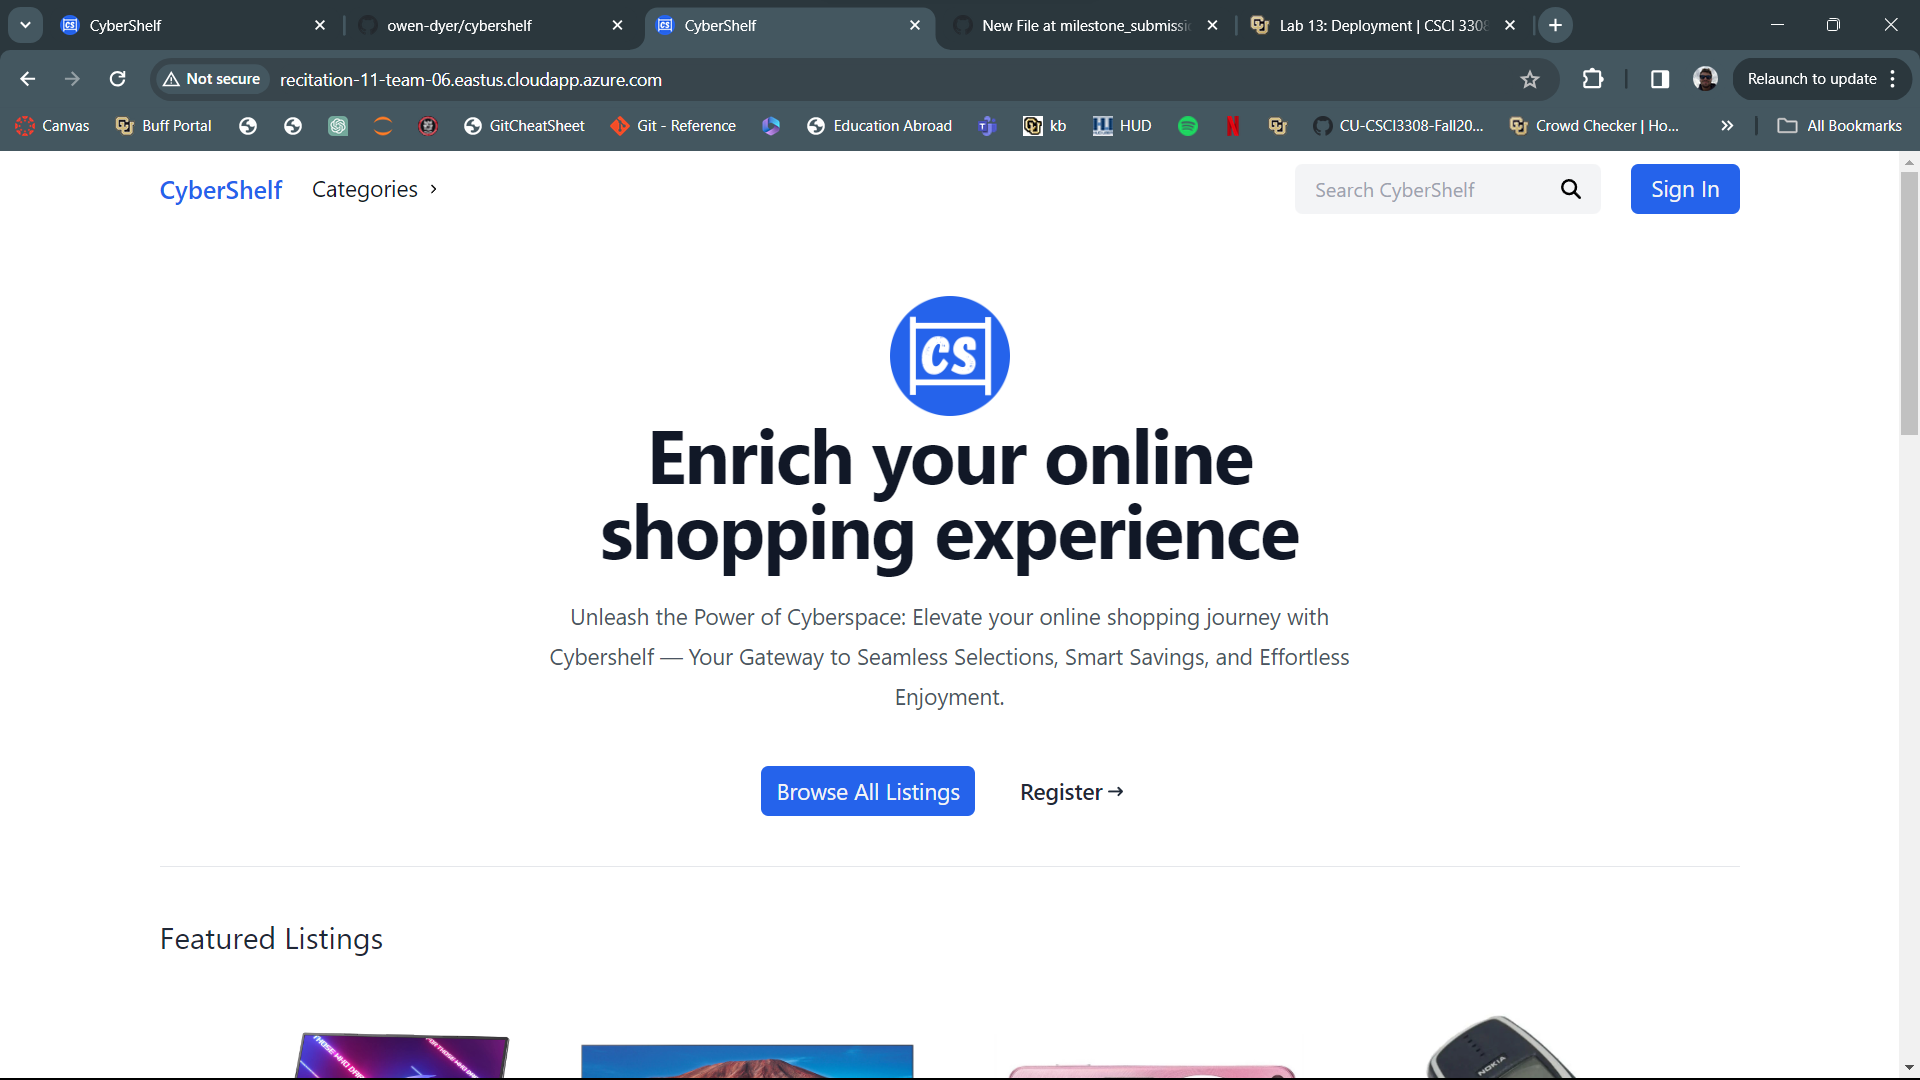 CyberShelf
owen-dyer/cybershelf
CyberShelf
New File at milestone_submissi
Lab 13: Deployment | CSCI 3308
Not secure
recitation-11-team-06.eastus.cloudapp.azure.com
Relaunch to update
Canvas
Buff Portal
GitCheatSheet
Git - Reference
Education Abroad
kb
HUD
CU-CSCI3308-Fall20...
Crowd Checker | Ho...
All Bookmarks
CyberShelf
Categories
Search CyberShelf
Sign In
CS
Enrich your online
shopping experience
Unleash the Power of Cyberspace: Elevate your online shopping journey with
Cybershelf — Your Gateway to Seamless Selections, Smart Savings, and Effortless
Enjoyment.
Browse All Listings
Register →
Featured Listings
NOKIA